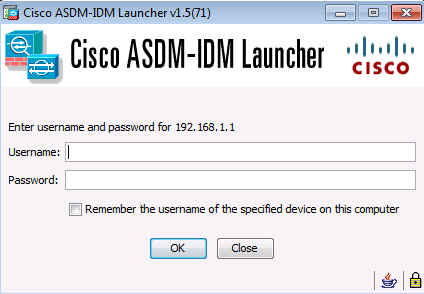 Cisco ASDM-IDM Launcher v1.5(71)
Cisco ASDM-IDM Launcher
CISCO
Enter username and password for 192.168.1.1
Username:
Password:
Remember the username of the specified device on this computer
OK Close